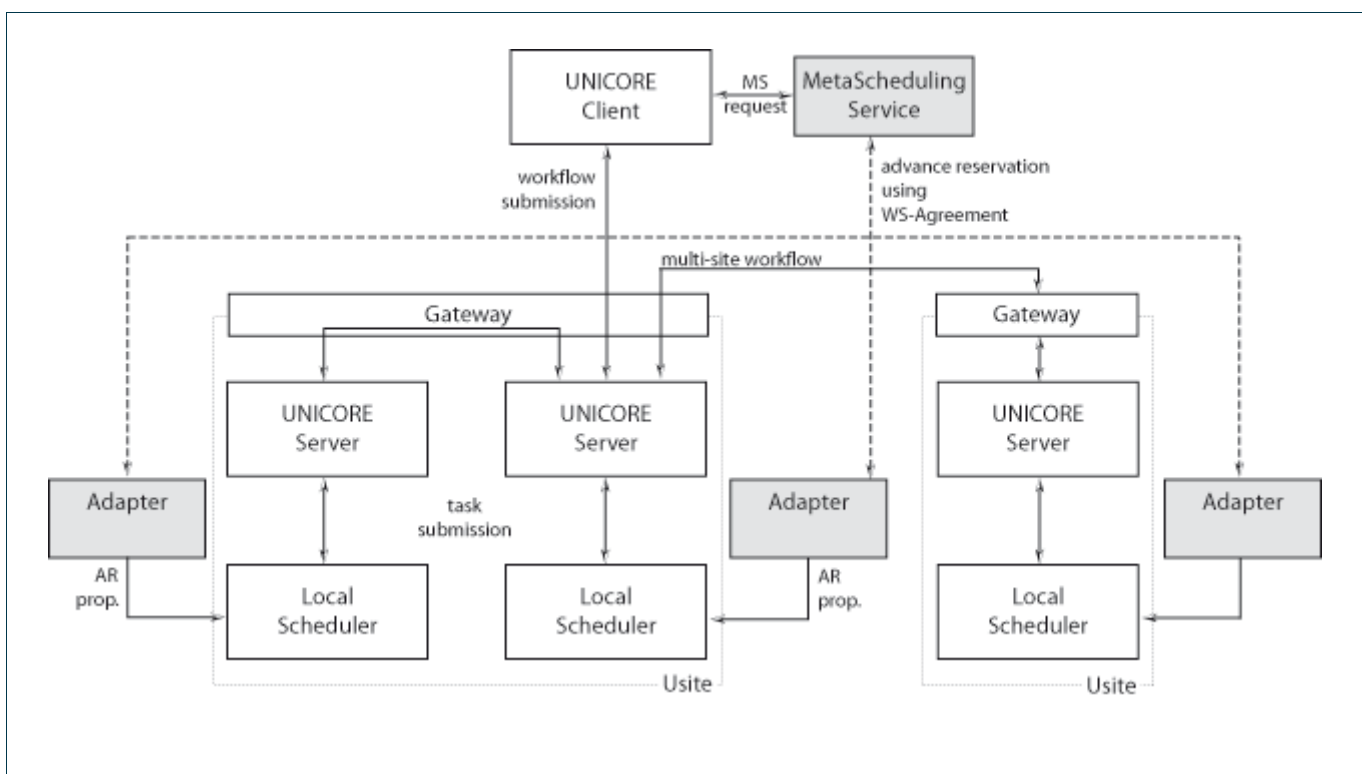 UNICORE
Client
MS
request
MetaScheduling
Service
workflow
submission
advance reservation
using
WS-Agreement
multi-site workflow
Gateway
Gateway
UNICORE
Server
UNICORE
Server
UNICORE
Server
Adapter
task
submission
Adapter
Adapter
AR
prop.
Local
Scheduler
Local
Scheduler
AR
prop.
Local
Scheduler
Usite
Usite